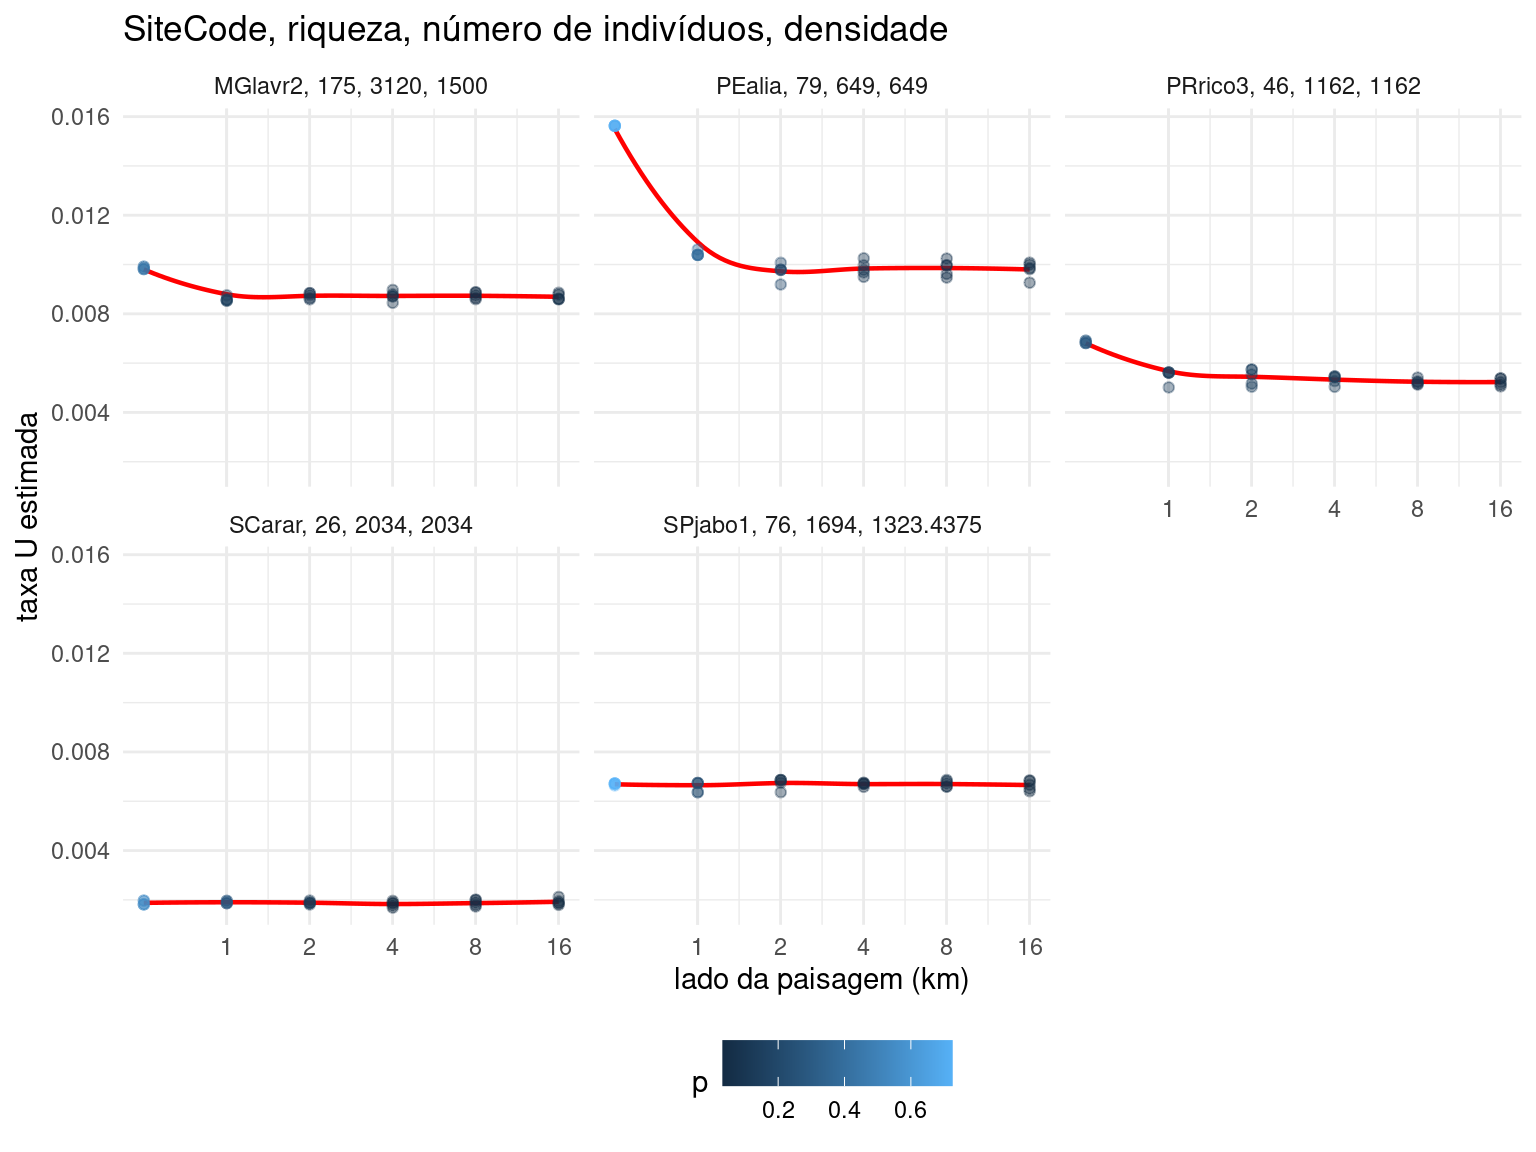 SiteCode, riqueza, número de indivíduos, densidade
MGlavr2, 175, 3120, 1500
PEalia, 79, 649, 649
PRrico3, 46, 1162, 1162
0.016
0.012
0.008
0.004
1 2 4 8 16
SCarar, 26, 2034, 2034
SPjabo1, 76, 1694, 1323.4375
0.016
0.012
0.008
0.004
1 2 4 8 16
1 2 4 8 16
taxa U estimada
lado da paisagem (km)
p
0.2 0.4 0.6